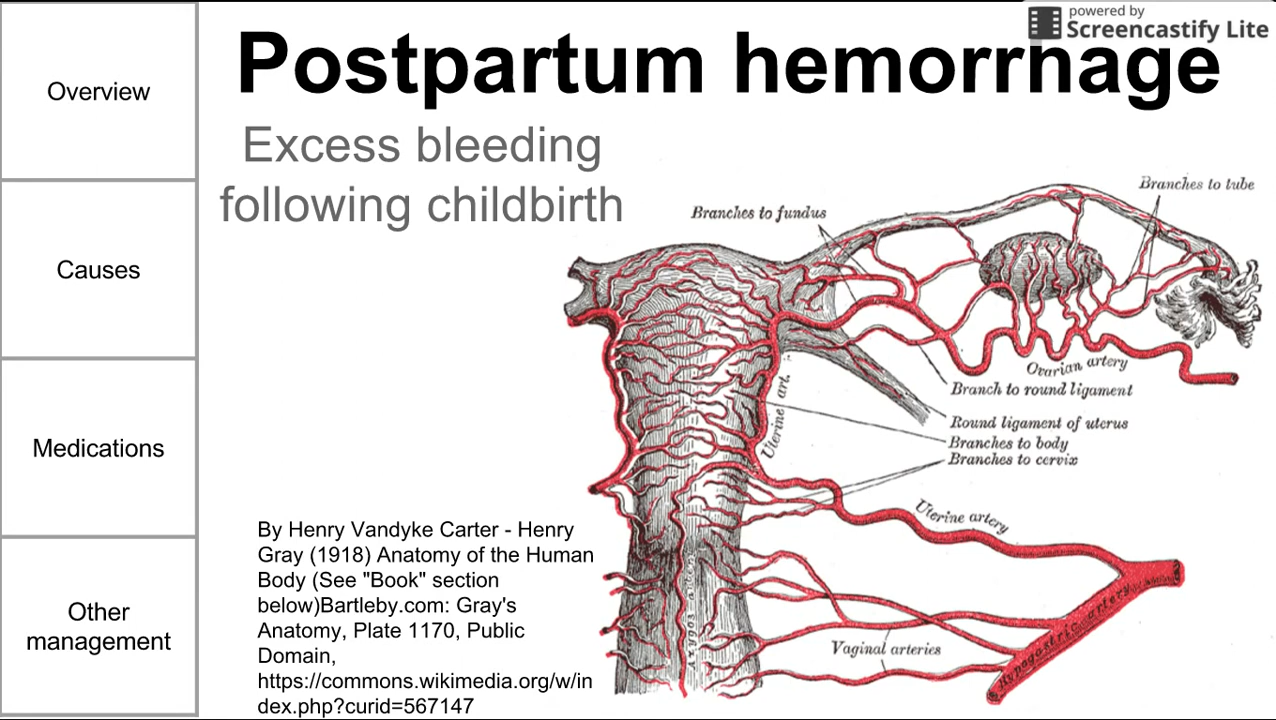 powered by
Screencastify Lite
Postpartum hemorrhage
Excess bleeding
following childbirth
Overview
Causes
Medications
Other
management
Branches to tube
Branches to fundus
Ovarian artery
Branch to round ligament
Uterine art.
Round ligament of uterus
Branches to body
Branches to cervix
Uterine artery
Hypogastric artery
Azygos artery
Vaginal arteries
By Henry Vandyke Carter - Henry
Gray (1918) Anatomy of the Human
Body (See "Book" section
below)Bartleby.com: Gray's
Anatomy, Plate 1170, Public
Domain,
https://commons.wikimedia.org/w/in
dex.php?curid=567147